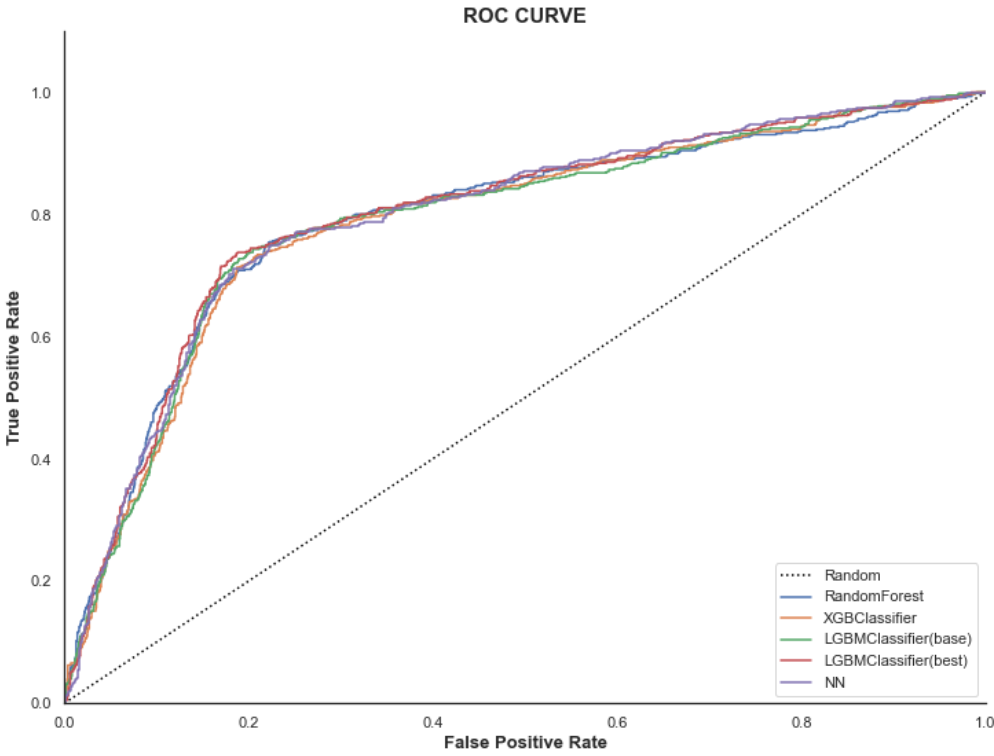 ROC CURVE
True Positive Rate
1.0
0.8
0.6
0.4
0.2
0.0
0.0 0.2 0.4 0.6 0.8 1.0
False Positive Rate
Random
RandomForest
XGBClassifier
LGBMClassifier(base)
LGBMClassifier(best)
NN